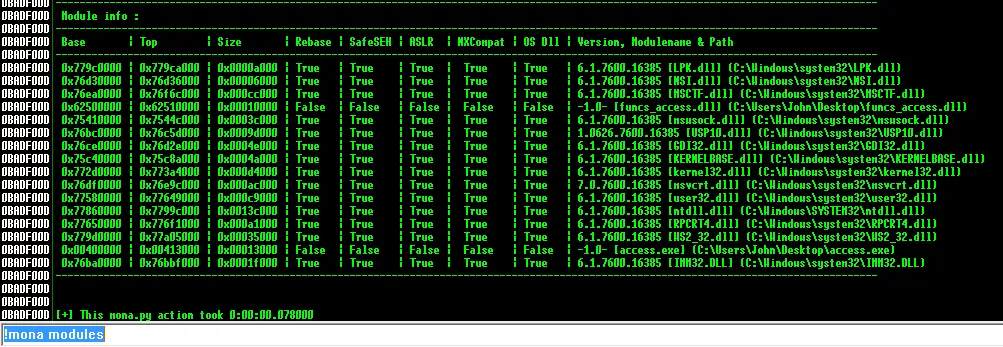 0BADF00D
0BADF00D Module info :
0BADF00D
0BADF00D Base | Top | Size | Rebase | SafeSEH | ASLR | NXCompat | OS Dll | Version, Modulename & Path
0BADF00D
0BADF00D 0x779c0000 | 0x779ca000 | 0x0000a000 | True | True | True | True | True | 6.1.7600.16385 [LPK.dll] (C:\Windows\system32\LPK.dll)
0BADF00D 0x76d30000 | 0x76d36000 | 0x00006000 | True | True | True | True | True | 6.1.7600.16385 [NSI.dll] (C:\Windows\system32\NSI.dll)
0BADF00D 0x76ea0000 | 0x76f6c000 | 0x000cc000 | True | True | True | True | True | 6.1.7600.16385 [MSCTF.dll] (C:\Windows\system32\MSCTF.dll)
0BADF00D 0x62500000 | 0x62510000 | 0x00010000 | False | False | False | False | False | -1.0- [funcs_access.dll] (C:\Users\John\Desktop\funcs_access.dll)
0BADF00D 0x75410000 | 0x7544c000 | 0x0003c000 | True | True | True | True | True | 6.1.7600.16385 [mswsock.dll] (C:\Windows\system32\mswsock.dll)
0BADF00D 0x76bc0000 | 0x76c5d000 | 0x0009d000 | True | True | True | True | True | 1.0626.7600.16385 [USP10.dll] (C:\Windows\system32\USP10.dll)
0BADF00D 0x76ce0000 | 0x76d2e000 | 0x0004e000 | True | True | True | True | True | 6.1.7600.16385 [GDI32.dll] (C:\Windows\system32\GDI32.dll)
0BADF00D 0x75c40000 | 0x75c8a000 | 0x0004a000 | True | True | True | True | True | 6.1.7600.16385 [KERNELBASE.dll] (C:\Windows\system32\KERNELBASE.dll)
0BADF00D 0x772d0000 | 0x773a4000 | 0x000d4000 | True | True | True | True | True | 6.1.7600.16385 [kernel32.dll] (C:\Windows\system32\kernel32.dll)
0BADF00D 0x76df0000 | 0x76e9c000 | 0x000ac000 | True | True | True | True | True | 7.0.7600.16385 [msvcrt.dll] (C:\Windows\system32\msvcrt.dll)
0BADF00D 0x77580000 | 0x77649000 | 0x000c9000 | True | True | True | True | True | 6.1.7600.16385 [user32.dll] (C:\Windows\system32\user32.dll)
0BADF00D 0x77860000 | 0x7799c000 | 0x0013c000 | True | True | True | True | True | 6.1.7600.16385 [ntdll.dll] (C:\Windows\SYSTEM32\ntdll.dll)
0BADF00D 0x77650000 | 0x776f1000 | 0x000a1000 | True | True | True | True | True | 6.1.7600.16385 [RPCRT4.dll] (C:\Windows\system32\RPCRT4.dll)
0BADF00D 0x779d0000 | 0x77a05000 | 0x00035000 | True | True | True | True | True | 6.1.7600.16385 [WS2_32.dll] (C:\Windows\system32\WS2_32.dll)
0BADF00D 0x00400000 | 0x00413000 | 0x00013000 | False | False | False | False | False | -1.0- [access.exe] (C:\Users\John\Desktop\access.exe)
0BADF00D 0x76ba0000 | 0x76bbf000 | 0x0001f000 | True | True | True | True | True | 6.1.7600.16385 [IMM32.DLL] (C:\Windows\system32\IMM32.DLL)
0BADF00D
0BADF00D
0BADF00D
0BADF00D [+] This mona.py action took 0:00:00.078000
!mona modules